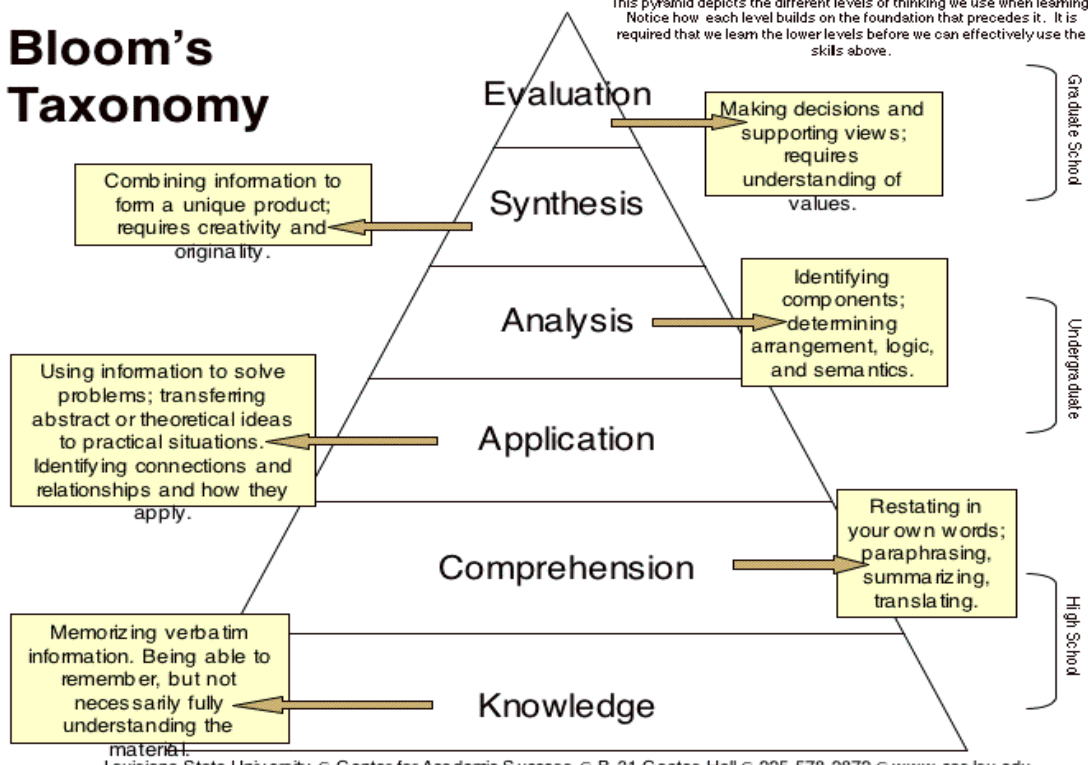 This pyramid depicts the different levels of thinking we use when learning.
Notice how each level builds on the foundation that precedes it. It is
required that we learn the lower levels before we can effectively use the
skills above.
Bloom's
Taxonomy
Evaluation
Making decisions and
supporting views;
requires
understanding of
values.
Graduate School
Combining information to
form a unique product;
requires creativity and
originality.
Synthesis
Analysis
Identifying
components;
determining
arrangement, logic,
and semantics.
Undergraduate
Using information to solve
problems; transferring
abstract or theoretical ideas
to practical situations.
Identifying connections and
relationships and how they
apply.
Application
Comprehension
Restating in
your own words;
paraphrasing,
summarizing,
translating.
High School
Memorizing verbatim
information. Being able to
remember, but not
necessarily fully
understanding the
material.
Knowledge
Louisiana State University Center for Academic Success Coates Hall